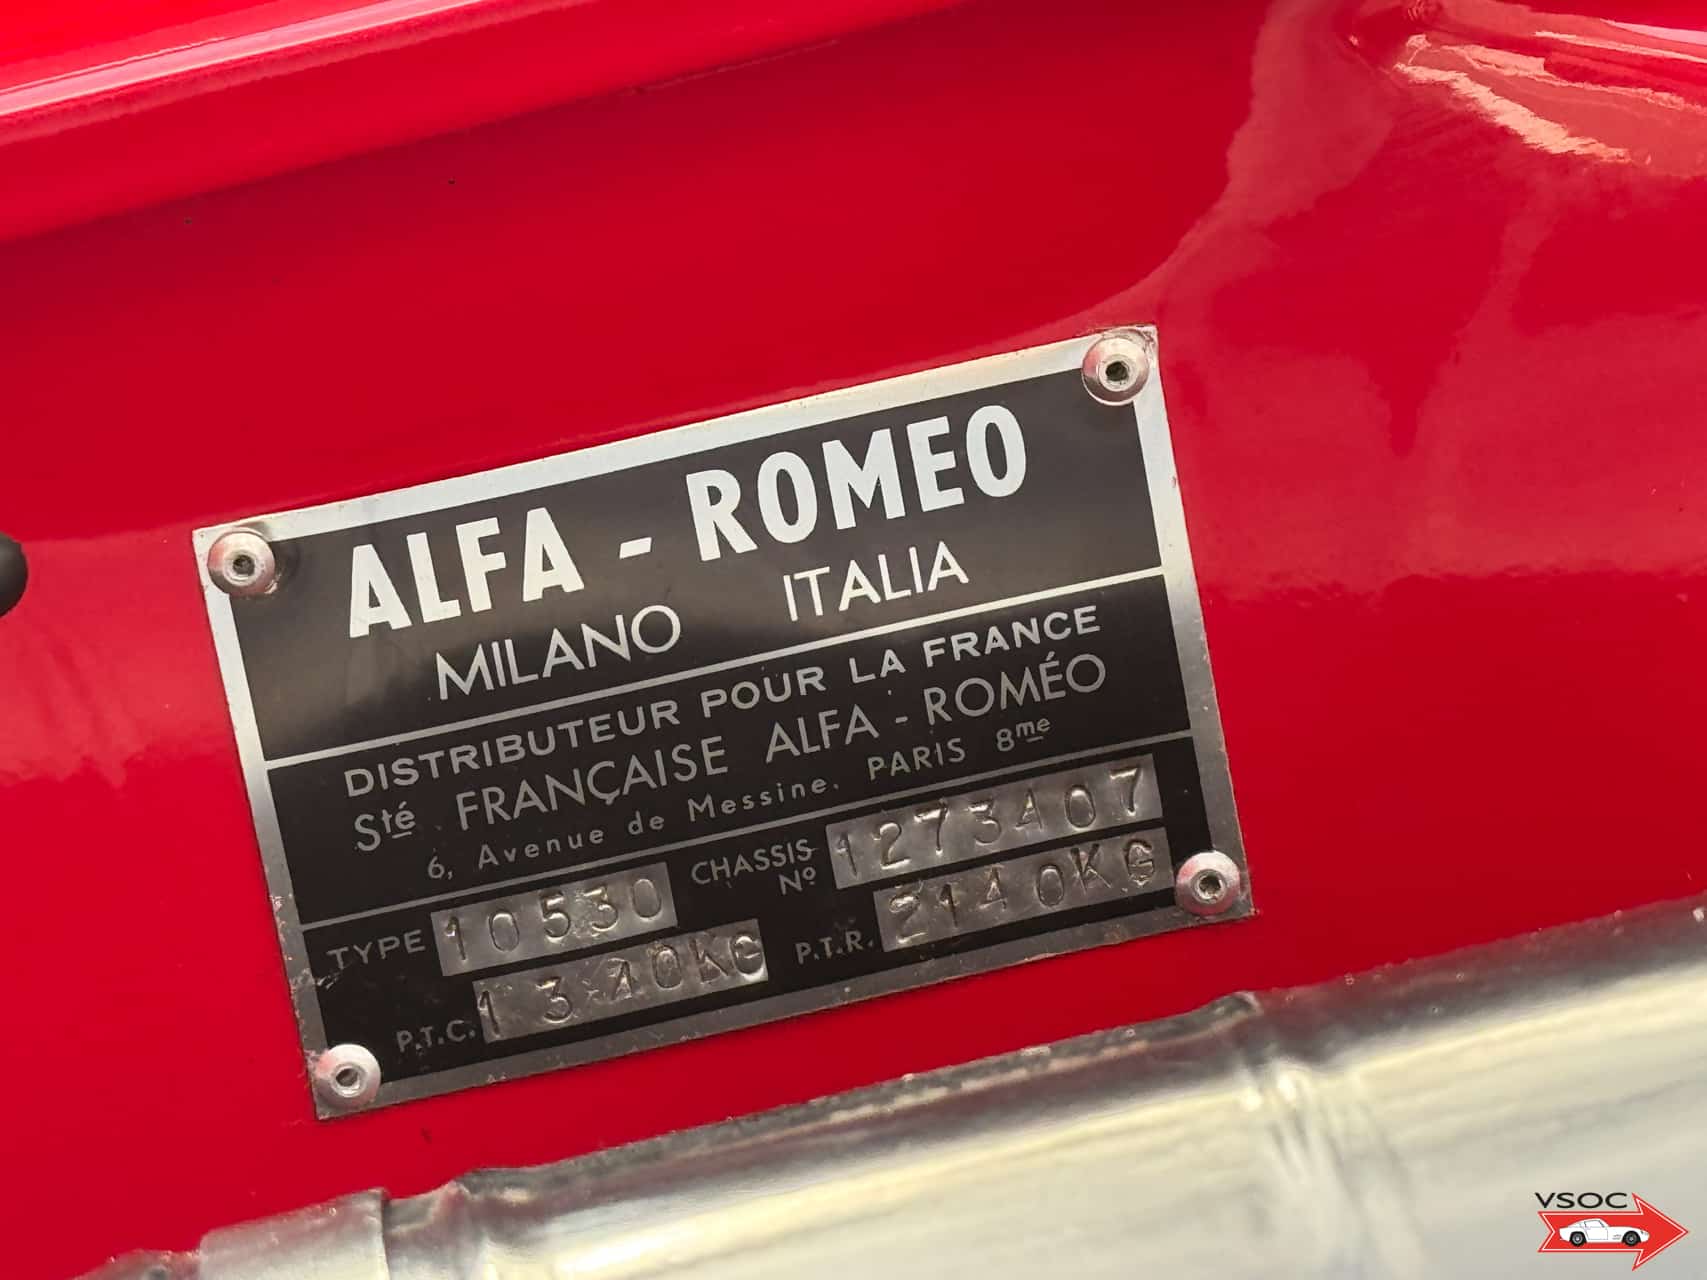 ALFA - ROMEO
MILANO ITALIA
DISTRIBUTEUR POUR LA FRANCE
Sté FRANÇAISE ALFA - ROMÉO
6, Avenue de Messine. PARIS 8me
TYPE 10530 CHASSIS Nº 1273407
P.T.C. 1340KG P.T.R. 2140KG
VSOC